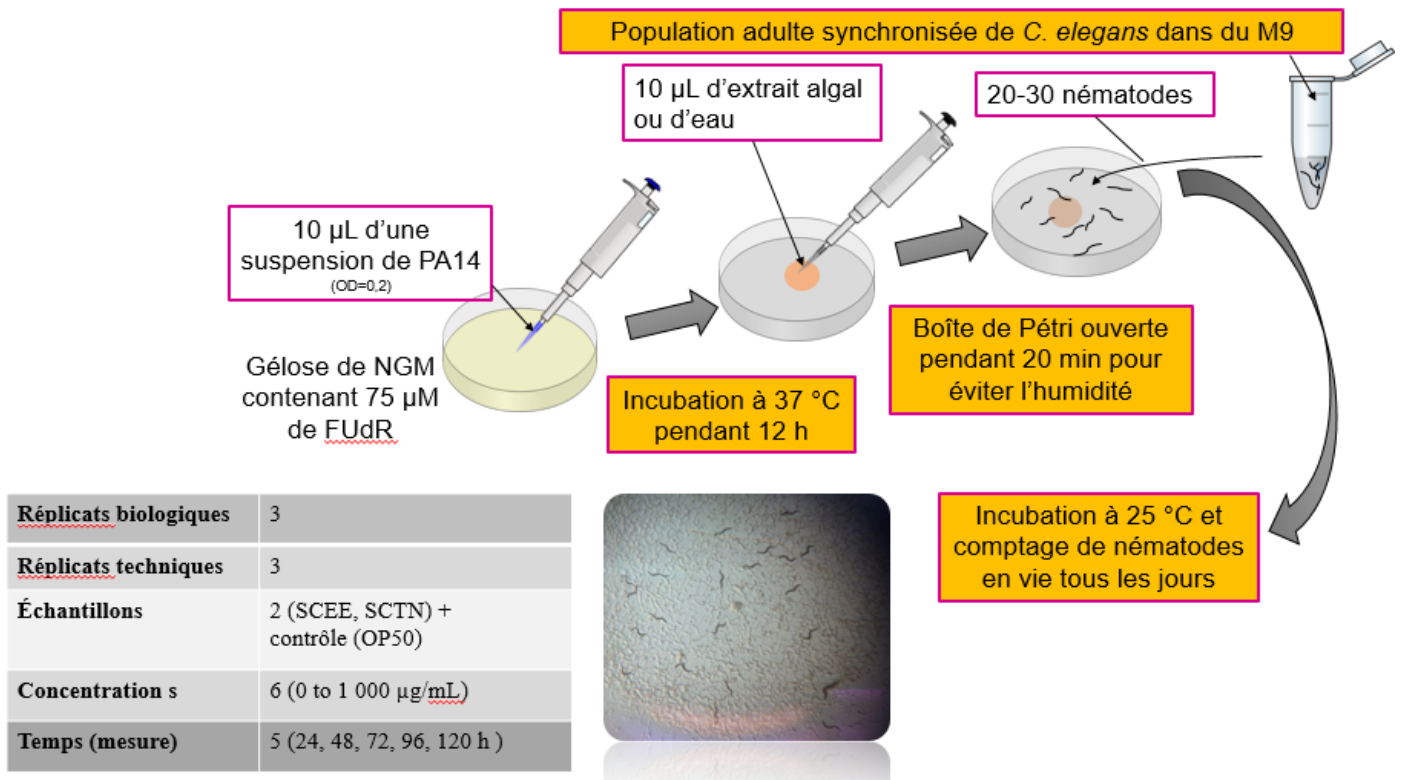 Population adulte synchronisée de C. elegans dans du M9
10 µL d'extrait algal
ou d'eau
20-30 nématodes
10 µL d'une
suspension de PA14
(OD=0,2)
Gélose de NGM
contenant 75 µM
de FUdR
Incubation à 37 °C
pendant 12 h
Boîte de Pétri ouverte
pendant 20 min pour
éviter l'humidité
Incubation à 25 °C et
comptage de nématodes
en vie tous les jours
Réplicats biologiques 3
Réplicats techniques 3
Échantillons 2 (SCEE, SCTN) +
contrôle (OP50)
Concentration s 6 (0 to 1 000 µg/mL)
Temps (mesure) 5 (24, 48, 72, 96, 120 h )